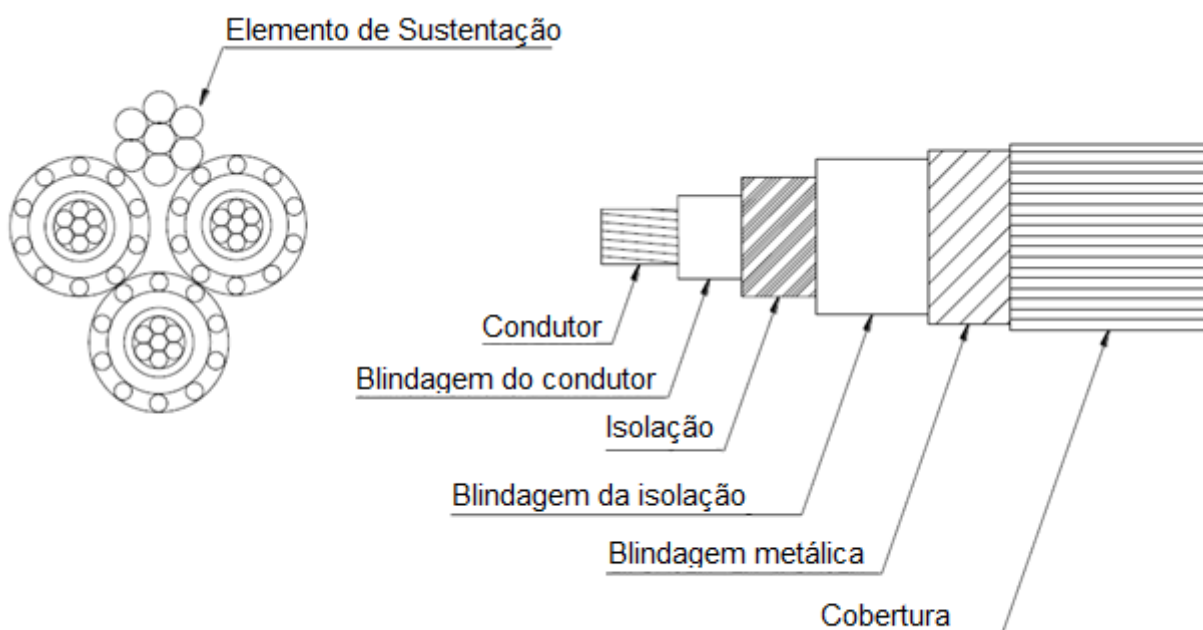 Elemento de Sustentação
Condutor
Blindagem do condutor
Isolação
Blindagem da isolação
Blindagem metálica
Cobertura